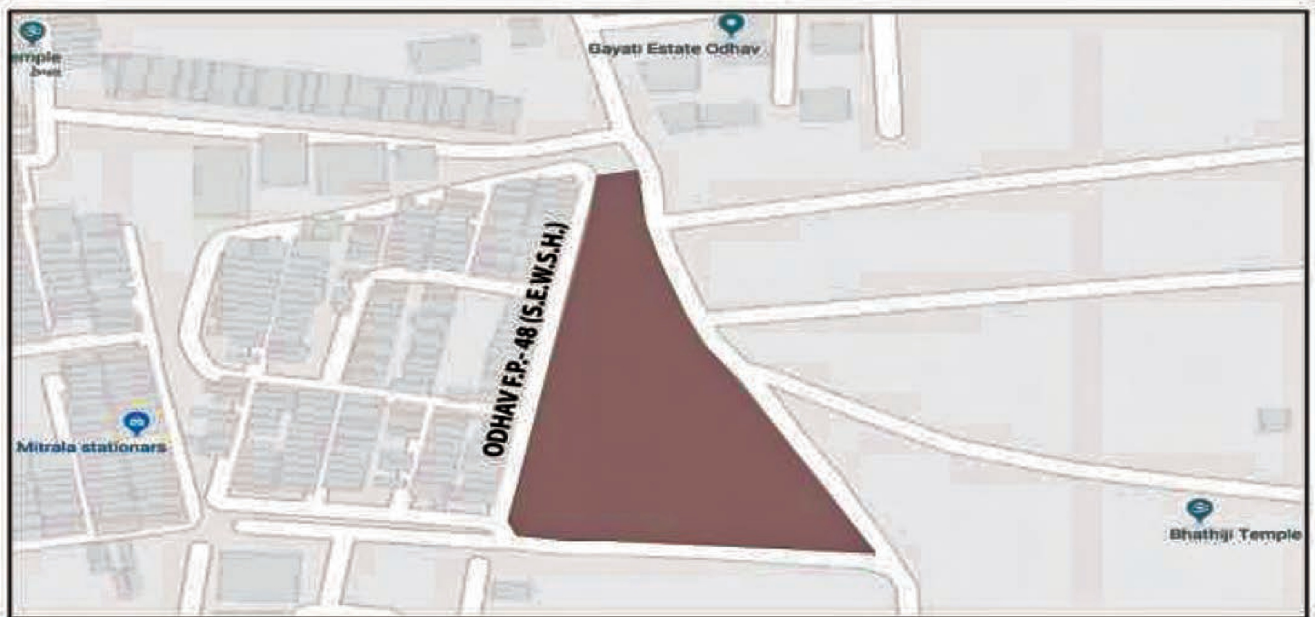 emple
Gayati Estate Odhav
ODHAV F.P.- 48 (S.E.W.S.H.)
Mitrala stationars
Bhathiji Temple